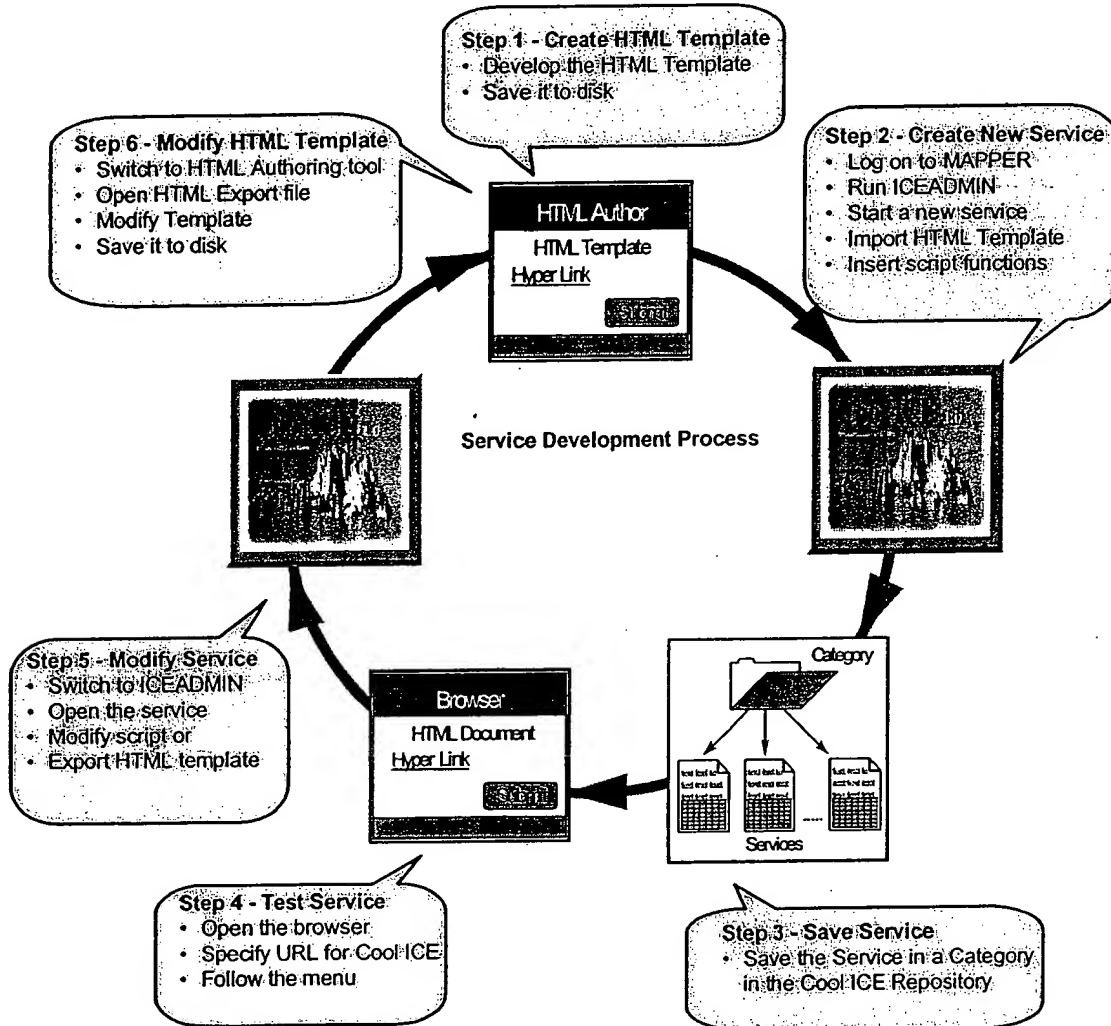 Step 1 - Create HTML Template
• Develop the HTML Template
• Save it to disk
Step 6 - Modify HTML Template
• Switch to HTML Authoring tool
• Open HTML Export file
• Modify Template
• Save it to disk
Step 2 - Create New Service
• Log on to MAPPER
• Run ICEADMIN
• Start a new service
• Import HTML Template
• Insert script functions
HTML Author
HTML Template
Hyper Link
Submit
Service Development Process
Step 5 - Modify Service
• Switch to ICEADMIN
• Open the service
• Modify script or
• Export HTML template
Browser
HTML Document
Hyper Link
Submit
Category
Services
Step 4 - Test Service
• Open the browser
• Specify URL for Cool ICE
• Follow the menu
Step 3 - Save Service
• Save the Service in a Category
in the Cool ICE Repository